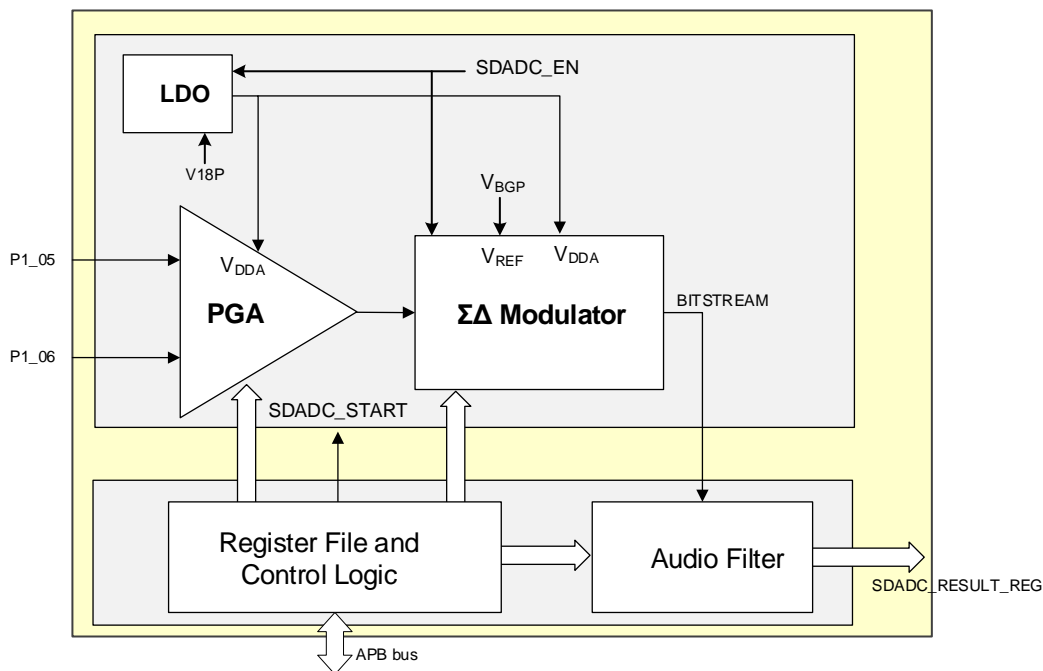 SDADC_EN
LDO
V18P
VBGP
P1_05
VDDA
VREF
VDDA
PGA
ΣΔ Modulator
BITSTREAM
P1_06
SDADC_START
Register File and
Control Logic
Audio Filter
SDADC_RESULT_REG
APB bus